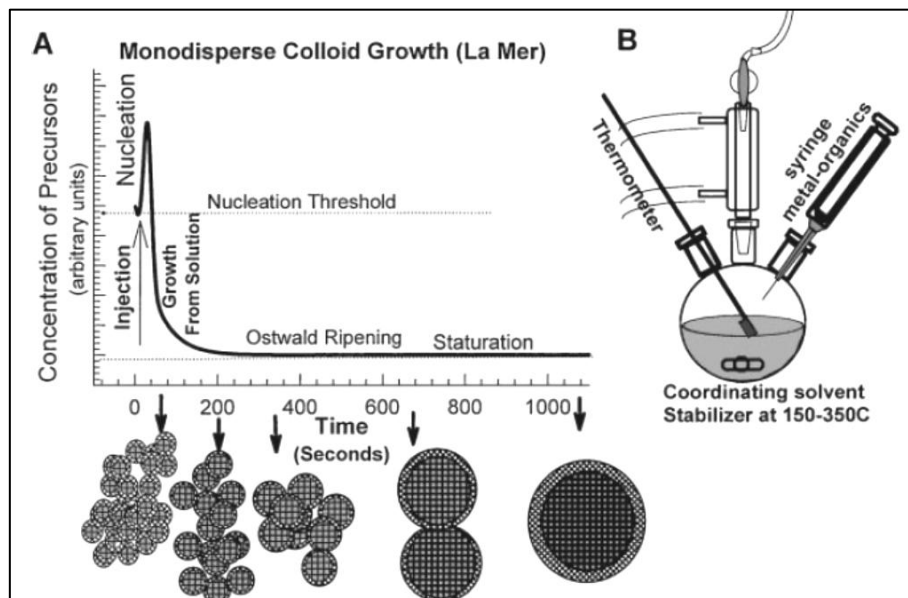 A
Monodisperse Colloid Growth (La Mer)
Concentration of Precursors
(arbitrary units)
Nucleation
Nucleation Threshold
Injection
Growth
From Solution
Ostwald Ripening
Staturation
0 200 400 600 800 1000
Time
(Seconds)
B
Thermometer
syringe
metal-organics
Coordinating solvent
Stabilizer at 150-350C